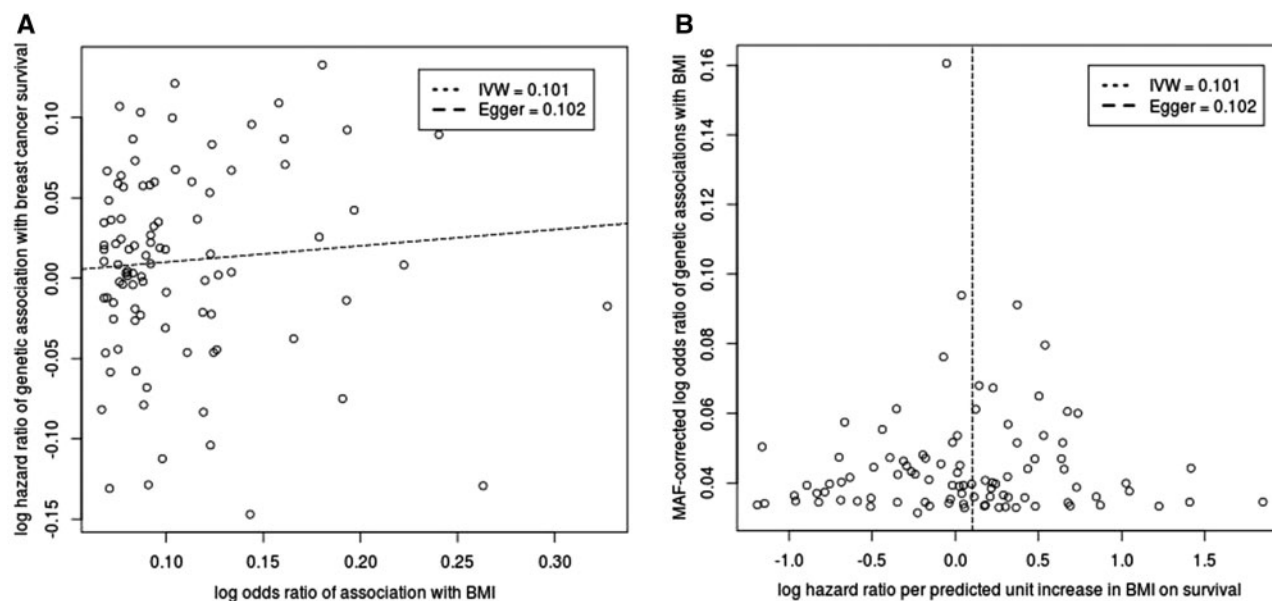 A
log hazard ratio of genetic association with breast cancer survival
0.10
0.05
0.00
-0.05
-0.10
-0.15
IVW = 0.101
Egger = 0.102
0.10 0.15 0.20 0.25 0.30
log odds ratio of association with BMI
B
MAF-corrected log odds ratio of genetic associations with BMI
0.16
0.14
0.12
0.10
0.08
0.06
0.04
IVW = 0.101
Egger = 0.102
-1.0 -0.5 0.0 0.5 1.0 1.5
log hazard ratio per predicted unit increase in BMI on survival